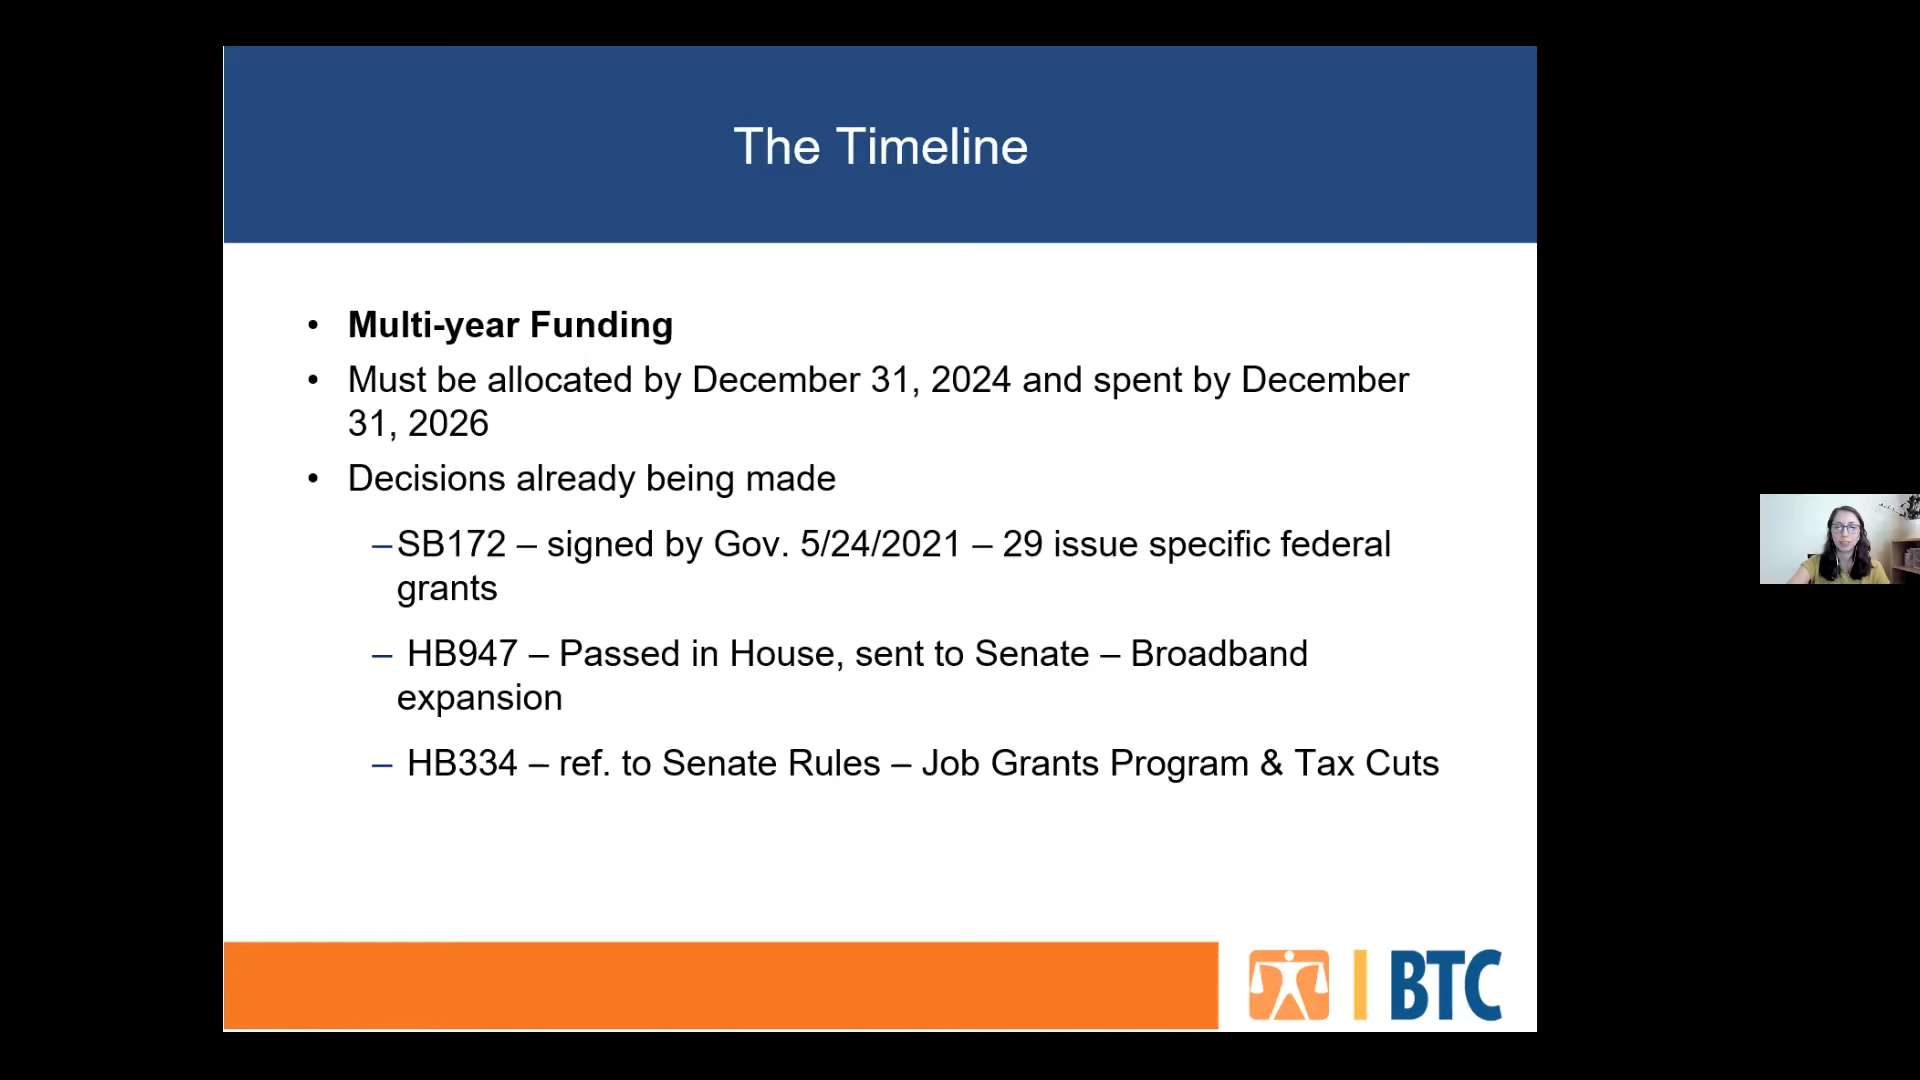 The Timeline
• Multi-year Funding
• Must be allocated by December 31, 2024 and spent by December
31, 2026
• Decisions already being made
–SB172 – signed by Gov. 5/24/2021 – 29 issue specific federal
grants
– HB947 – Passed in House, sent to Senate – Broadband
expansion
– HB334 – ref. to Senate Rules – Job Grants Program & Tax Cuts
BTC